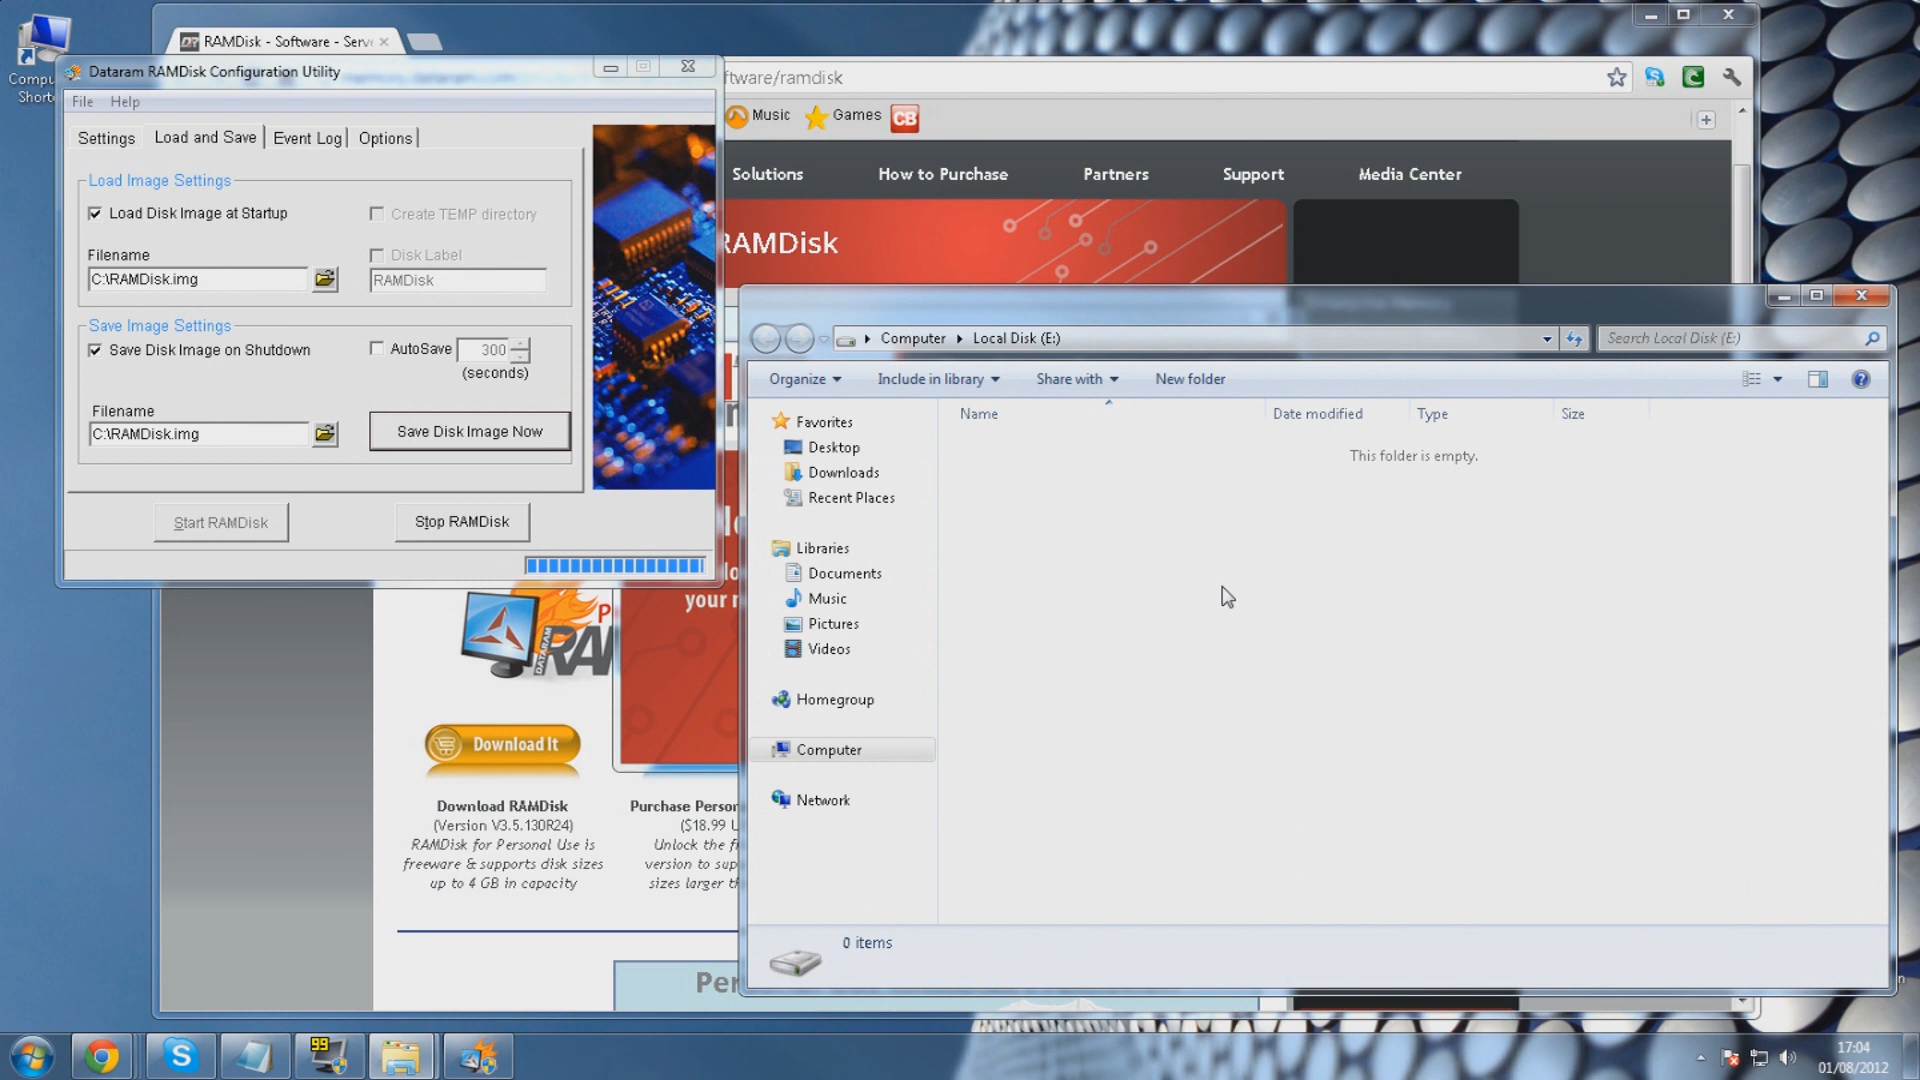 Compu
Shortc
RAMDisk - Software - Serve
Dataram RAMDisk Configuration Utility
ftware/ramdisk
File Help
Music Games CB
Settings Load and Save Event Log Options
Solutions How to Purchase Partners Support Media Center
Load Image Settings
Load Disk Image at Startup
Create TEMP directory
Filename
Disk Label
C:\RAMDisk.img
RAMDisk
RAMDisk
Save Image Settings
Save Disk Image on Shutdown
AutoSave 300
(seconds)
Filename
C:\RAMDisk.img
Save Disk Image Now
Start RAMDisk
Stop RAMDisk
Computer Local Disk (E:)
Search Local Disk (E:)
Organize Include in library Share with New folder
Name Date modified Type Size
This folder is empty.
Favorites
Desktop
Downloads
Recent Places
Libraries
Documents
Music
Pictures
Videos
Homegroup
Computer
Network
0 items
your
DATARAM
RAM
Download It
Download RAMDisk
(Version V3.5.130R24)
RAMDisk for Personal Use is
freeware & supports disk sizes
up to 4 GB in capacity
Purchase Person
($18.99 U
Unlock the f
version to sup
sizes larger th
Per
99
17:04
01/08/2012